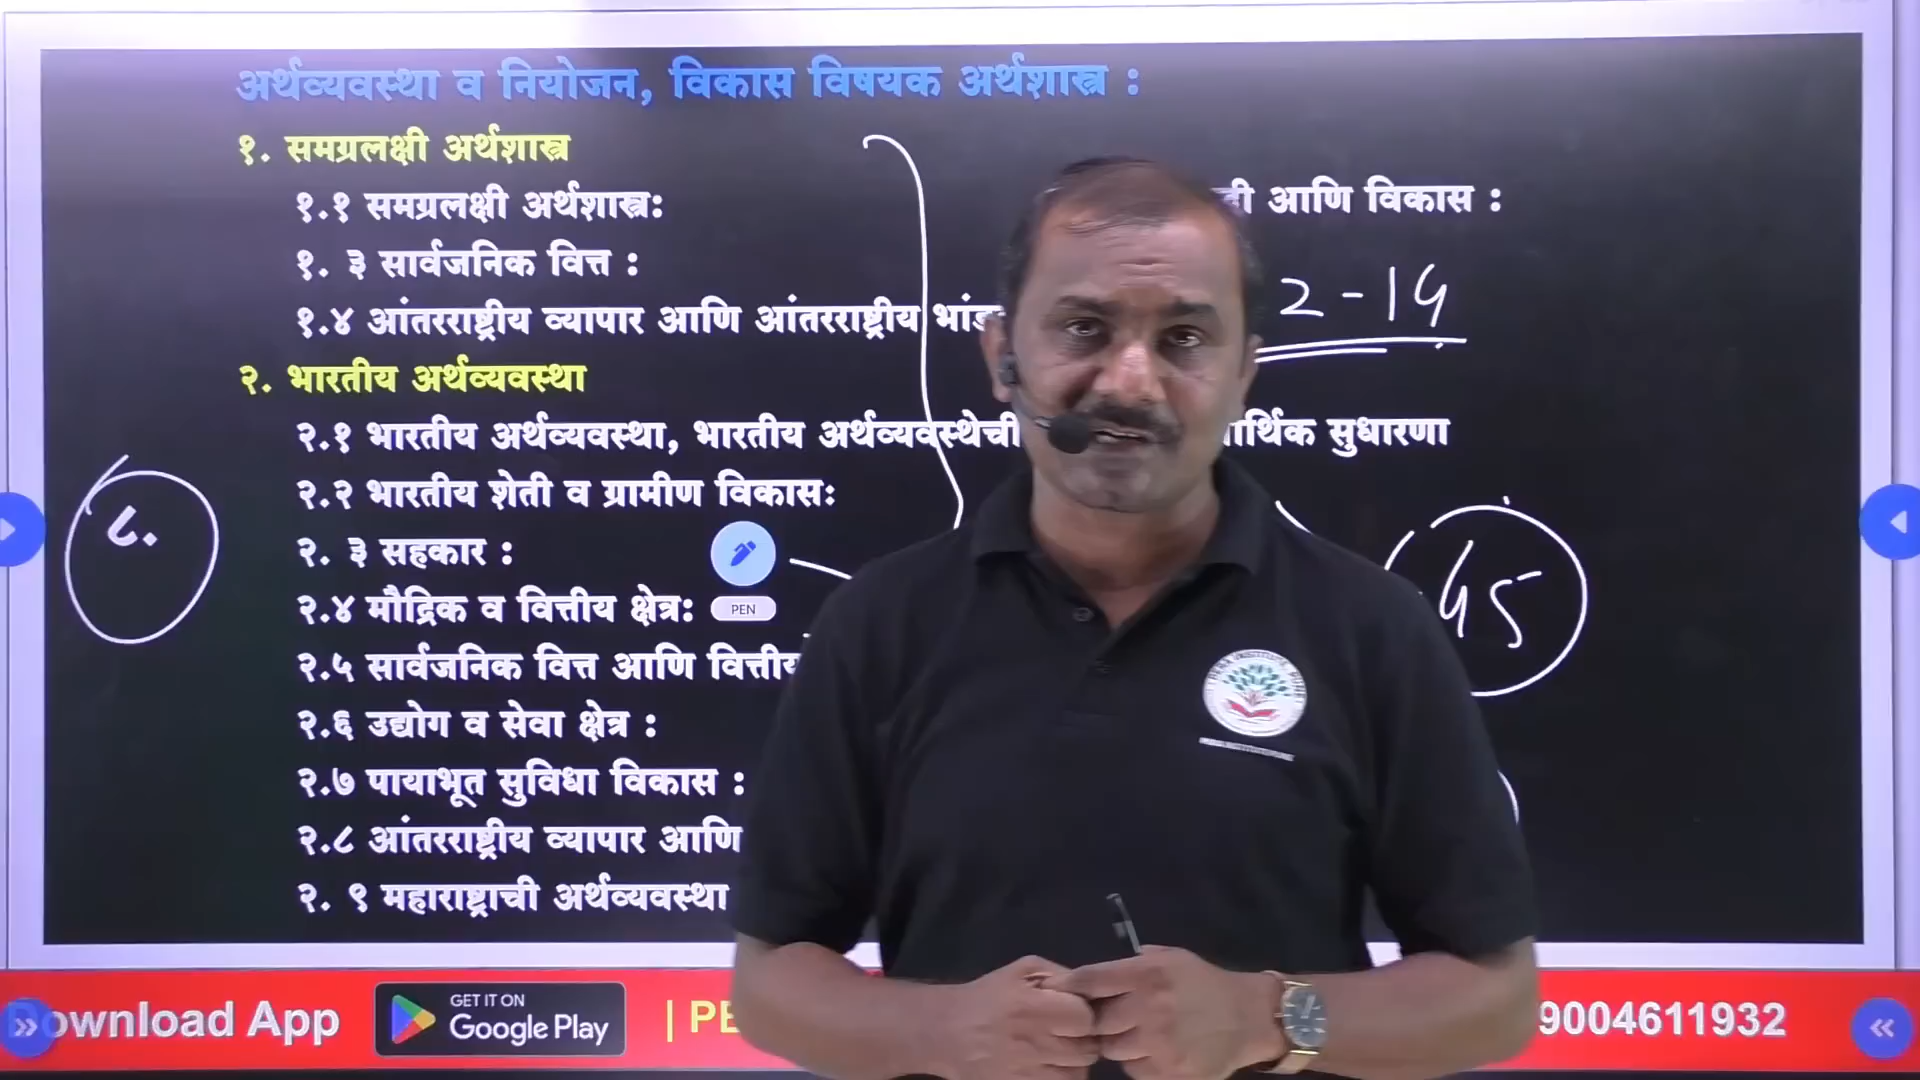 अर्थव्यवस्था व नियोजन, विकास विषयक अर्थशास्त्र :
१. समग्रलक्षी अर्थशास्त्र
१.१ समग्रलक्षी अर्थशास्त्र:
आणि विकास :
१. ३ सार्वजनिक वित्त :
2 - 14
१.४ आंतरराष्ट्रीय व्यापार आणि आंतरराष्ट्रीय
२. भारतीय अर्थव्यवस्था
२.१ भारतीय अर्थव्यवस्था, भारतीय अर्थव्यवस्थेची
सुधारणा
२.२ भारतीय शेती व ग्रामीण विकास:
८.
२. ३ सहकार :
२.४ मौद्रिक व वित्तीय क्षेत्र:
PEN
२.५ सार्वजनिक वित्त आणि वित्तीय
२.६ उद्योग व सेवा क्षेत्र :
२.७ पायाभूत सुविधा विकास :
२.८ आंतरराष्ट्रीय व्यापार आणि
२. ९ महाराष्ट्राची अर्थव्यवस्था
Download App
GET IT ON
Google Play
|
9004611932